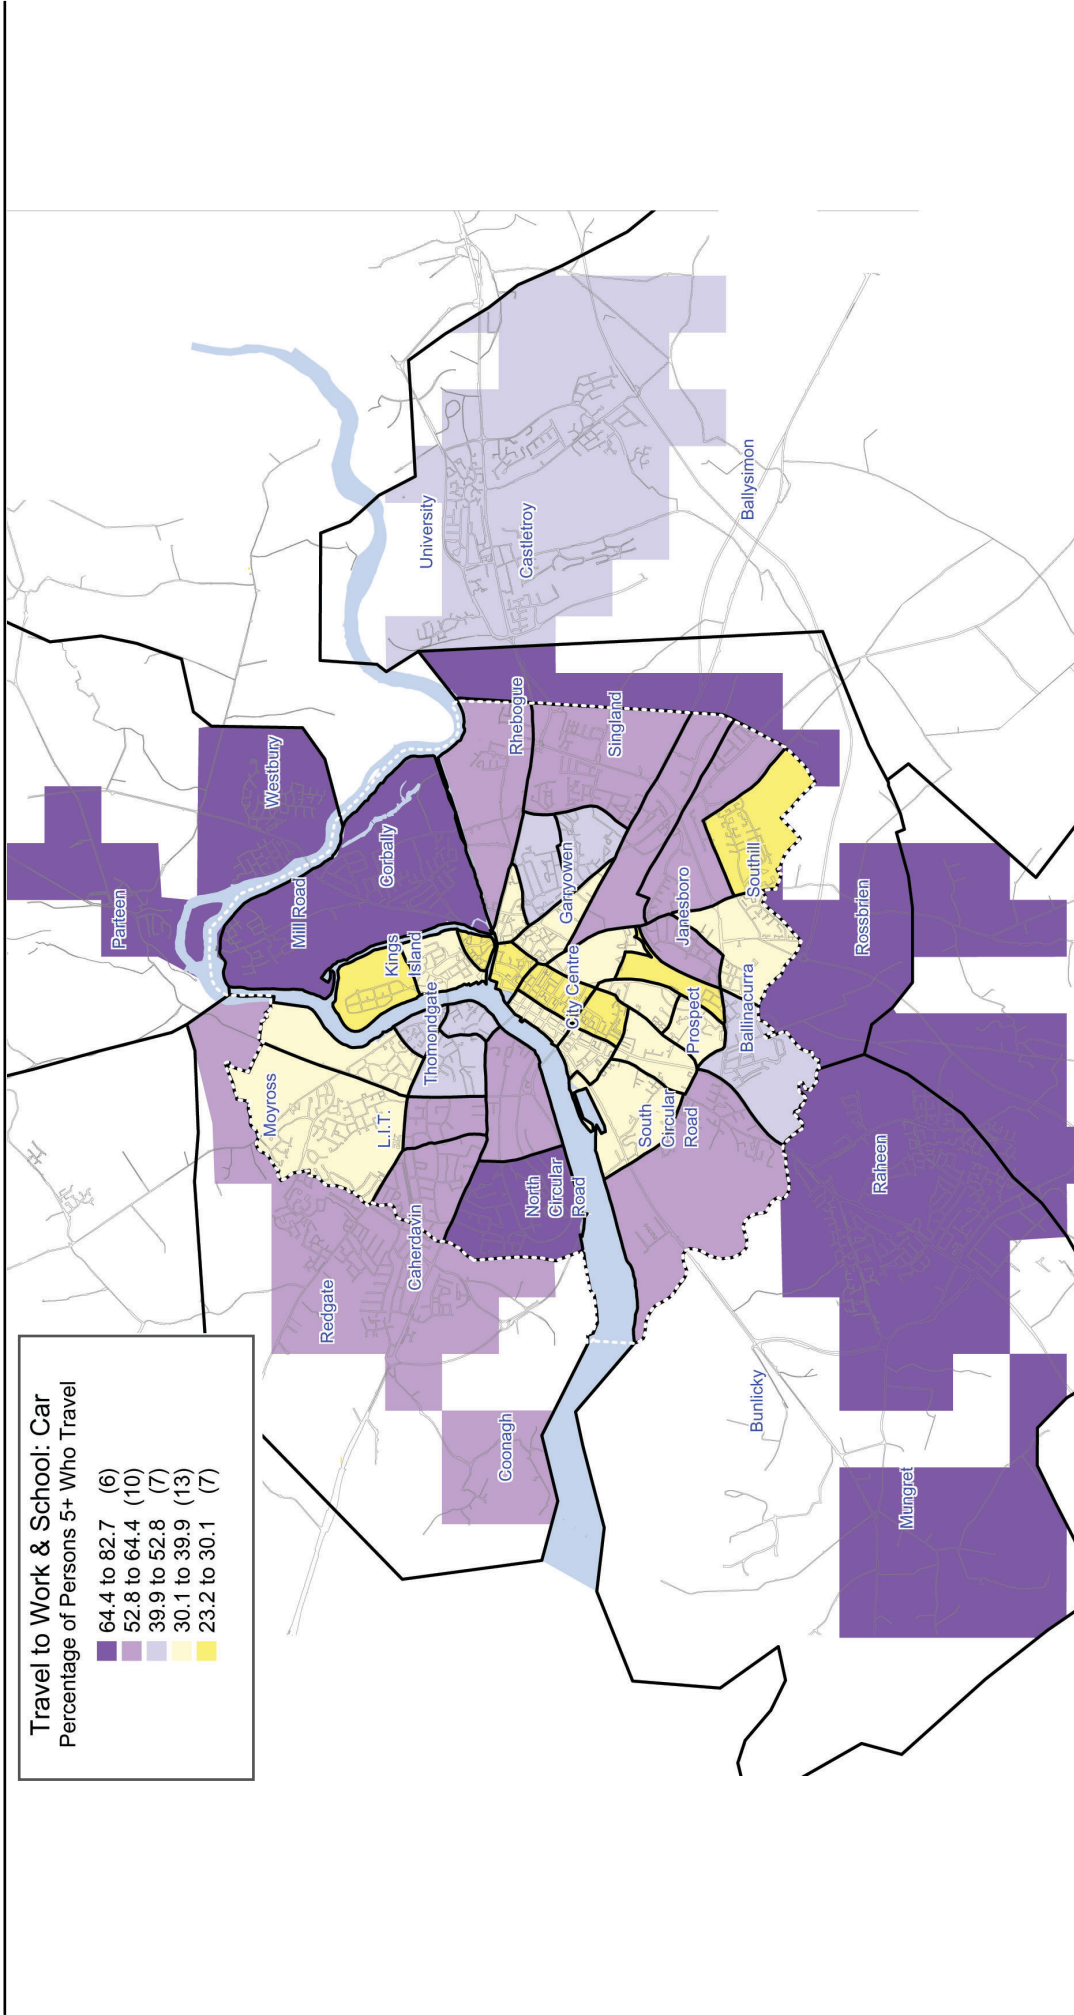 Travel to Work & School: Car
Percentage of Persons 5+ Who Travel
64.4 to 82.7 (6)
52.8 to 64.4 (10)
39.9 to 52.8 (7)
30.1 to 39.9 (13)
23.2 to 30.1 (7)
Parteen
Westbury
Mill Road
Corbally
Moyross
Kings
Island
L.I.T.
Thomondgate
Redgate
Caherdavin
University
Castletroy
Coonagh
North
Circular
Road
Rhebogue
Garryowen
City Centre
Singland
South
Circular
Road
Prospect
Janesboro
Ballinacurra
Southill
Ballysimon
Bunlicky
Rossbrien
Raheen
Mungret